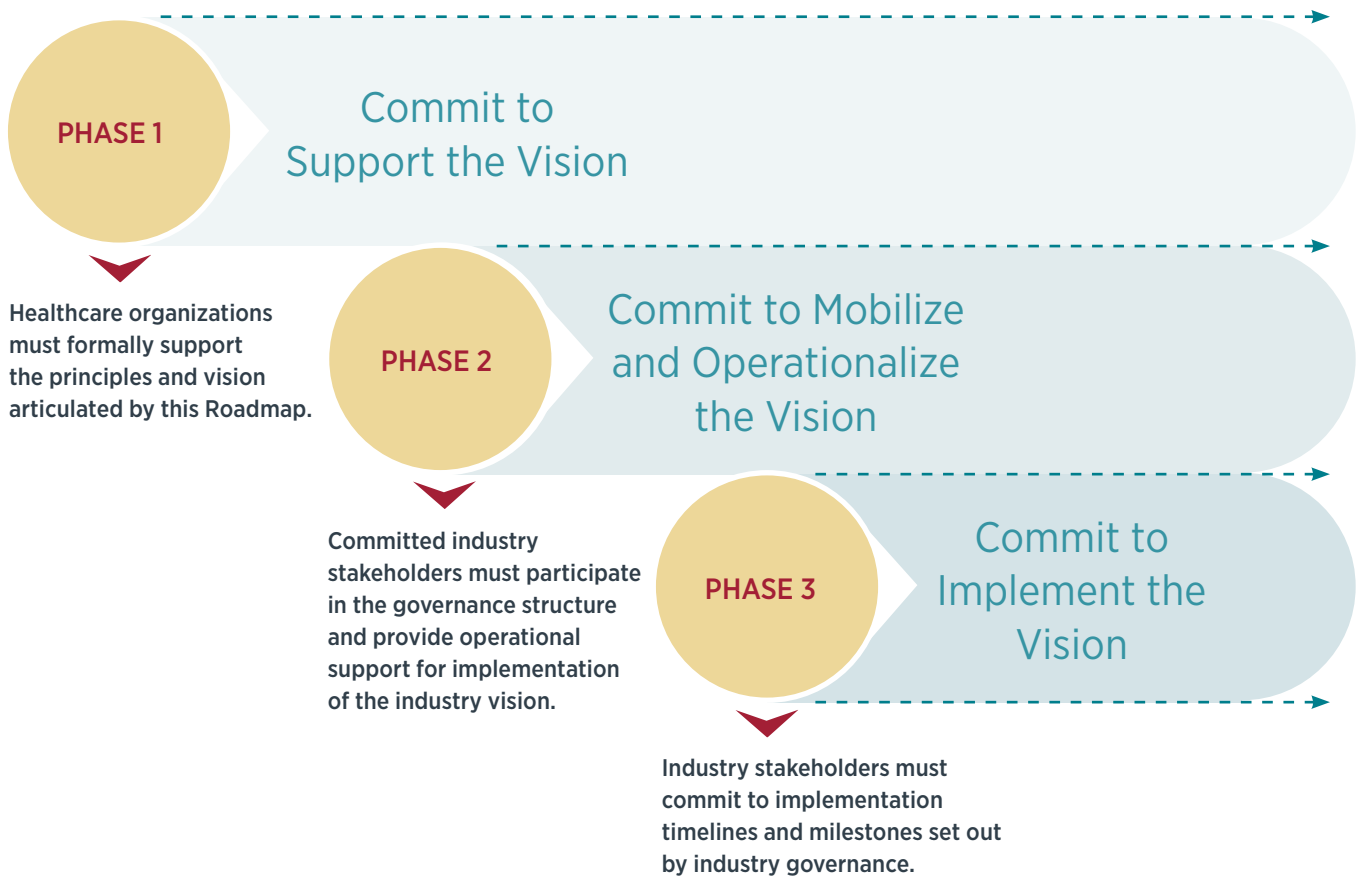 PHASE 1
Commit to
Support the Vision
Healthcare organizations
must formally support
the principles and vision
articulated by this Roadmap.
PHASE 2
Commit to Mobilize
and Operationalize
the Vision
Committed industry
stakeholders must participate
in the governance structure
and provide operational
support for implementation
of the industry vision.
PHASE 3
Commit to
Implement the
Vision
Industry stakeholders must
commit to implementation
timelines and milestones set out
by industry governance.